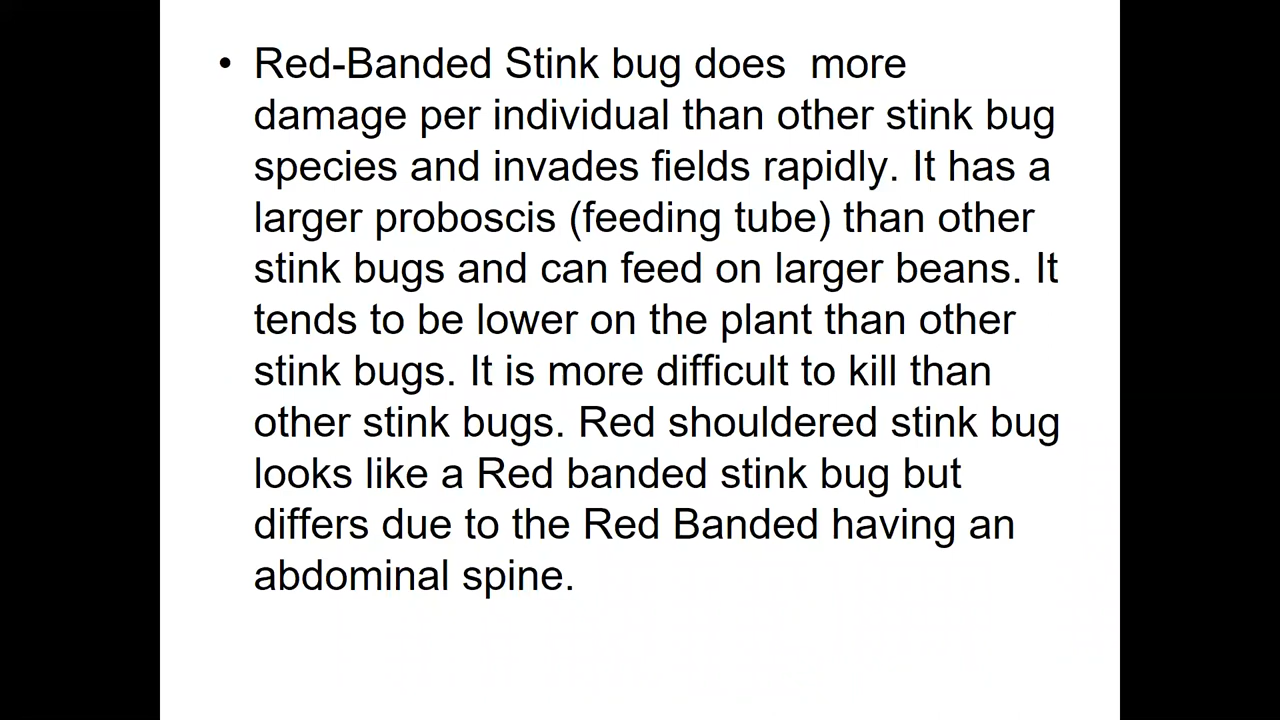 • Red-Banded Stink bug does  more
damage per individual than other stink bug
species and invades fields rapidly. It has a
larger proboscis (feeding tube) than other
stink bugs and can feed on larger beans. It
tends to be lower on the plant than other
stink bugs. It is more difficult to kill than
other stink bugs. Red shouldered stink bug
looks like a Red banded stink bug but
differs due to the Red Banded having an
abdominal spine.